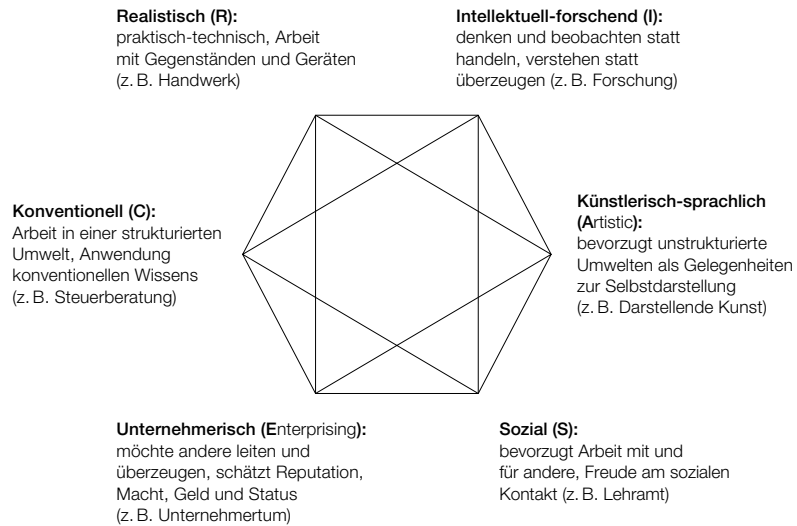 Realistisch (R):
praktisch-technisch, Arbeit
mit Gegenständen und Geräten
(z. B. Handwerk)
Intellektuell-forschend (I):
denken und beobachten statt
handeln, verstehen statt
überzeugen (z. B. Forschung)
Konventionell (C):
Arbeit in einer strukturierten
Umwelt, Anwendung
konventionellen Wissens
(z. B. Steuerberatung)
Künstlerisch-sprachlich
(Artistic):
bevorzugt unstrukturierte
Umwelten als Gelegenheiten
zur Selbstdarstellung
(z. B. Darstellende Kunst)
Unternehmerisch (Enterprising):
möchte andere leiten und
überzeugen, schätzt Reputation,
Macht, Geld und Status
(z. B. Unternehmertum)
Sozial (S):
bevorzugt Arbeit mit und
für andere, Freude am sozialen
Kontakt (z. B. Lehramt)